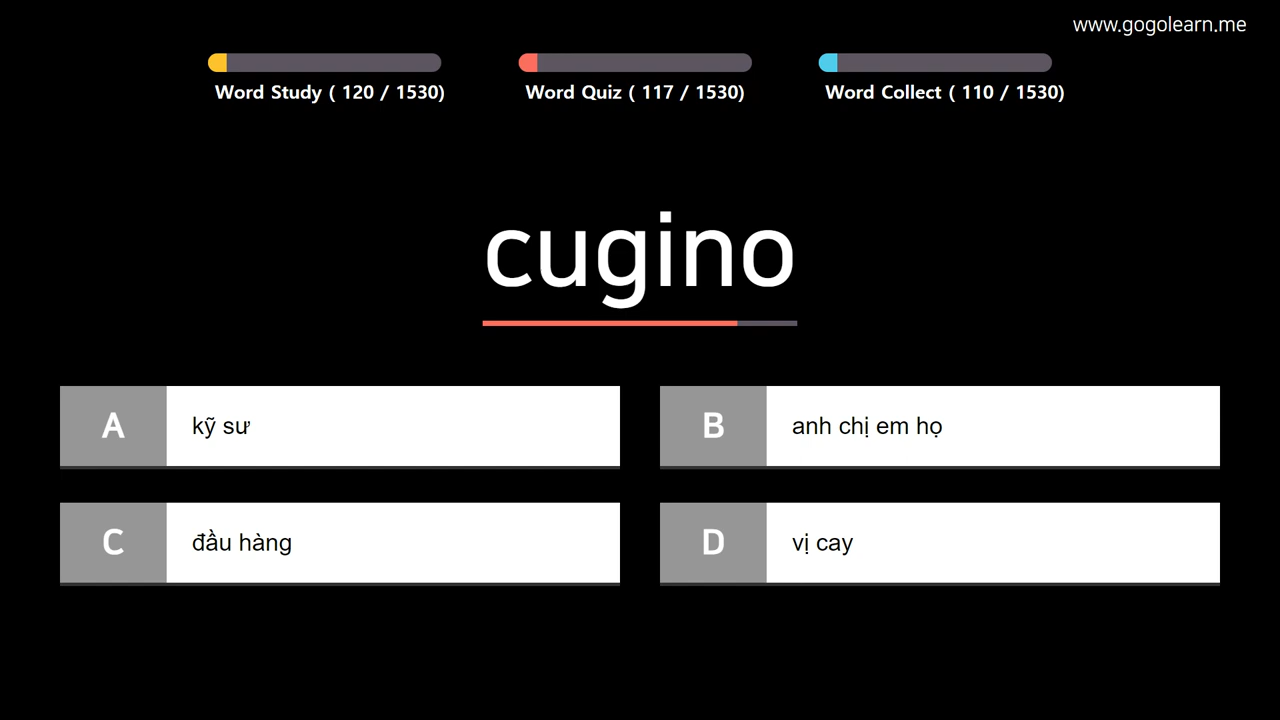 www.gogolearn.me
Word Study ( 120 / 1530)
Word Quiz ( 117 / 1530)
Word Collect ( 110 / 1530)
cugino
A kỹ sư
B anh chị em họ
C đầu hàng
D vị cay